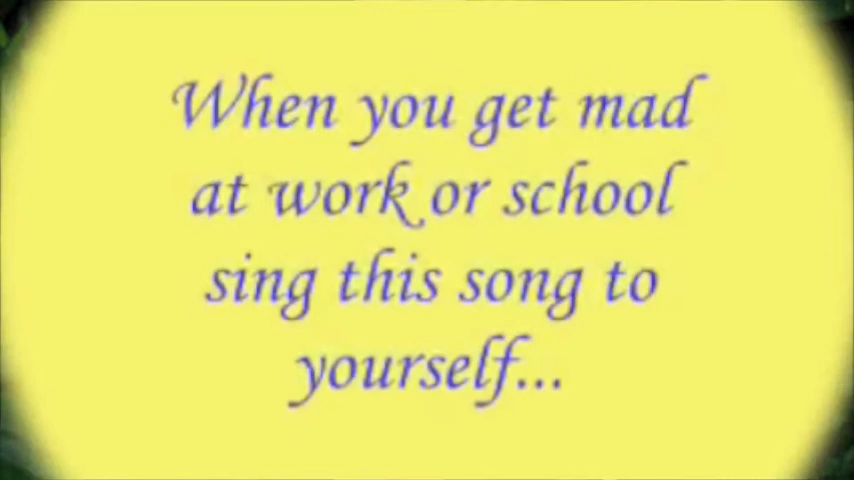 When you get mad
at work or school
sing this song to
yourself...